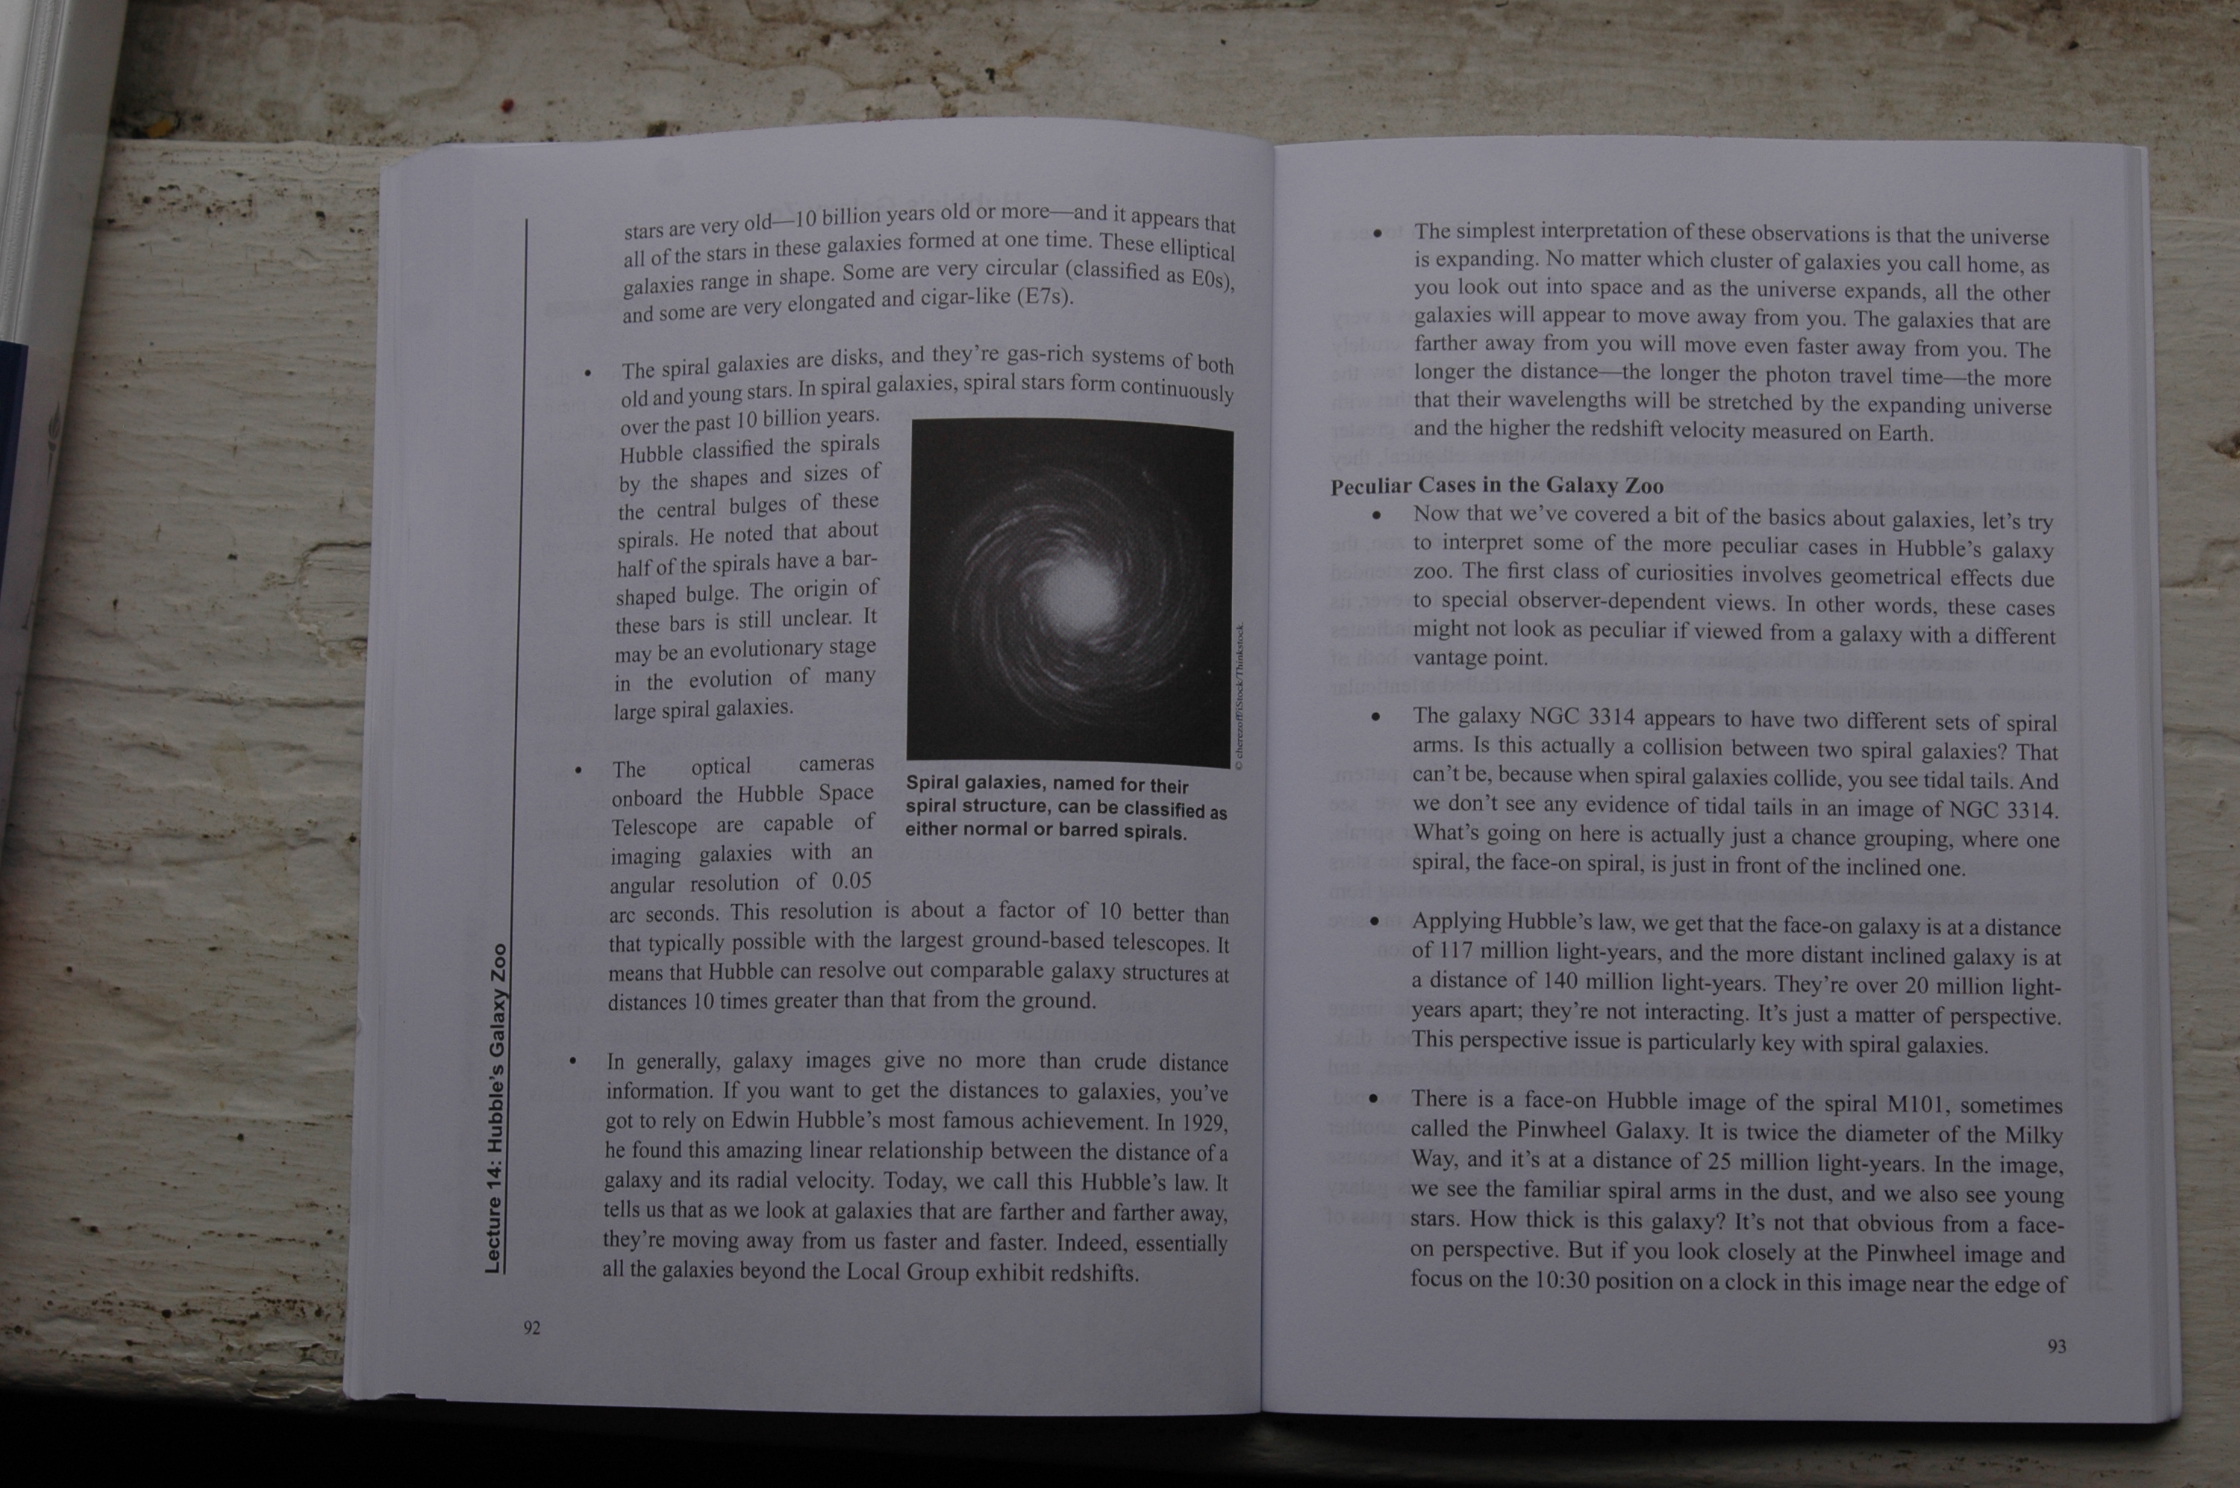 stars are very old—10 billion years old or more—and it appears that
all of the stars in these galaxies formed at one time. These elliptical
galaxies range in shape. Some are very circular (classified as E0s),
and some are very elongated and cigar-like (E7s).
• The spiral galaxies are disks, and they're gas-rich systems of both
old and young stars. In spiral galaxies, spiral stars form continuously
over the past 10 billion years.
Hubble classified the spirals
by the shapes and sizes of
the central bulges of these
spirals. He noted that about
half of the spirals have a bar-
shaped bulge. The origin of
these bars is still unclear. It
may be an evolutionary stage
in the evolution of many
large spiral galaxies.
© cherezoff/iStock/Thinkstock.
Spiral galaxies, named for their
spiral structure, can be classified as
either normal or barred spirals.
• The optical cameras
onboard the Hubble Space
Telescope are capable of
imaging galaxies with an
angular resolution of 0.05
arc seconds. This resolution is about a factor of 10 better than
that typically possible with the largest ground-based telescopes. It
means that Hubble can resolve out comparable galaxy structures at
distances 10 times greater than that from the ground.
• In generally, galaxy images give no more than crude distance
information. If you want to get the distances to galaxies, you've
got to rely on Edwin Hubble's most famous achievement. In 1929,
he found this amazing linear relationship between the distance of a
galaxy and its radial velocity. Today, we call this Hubble's law. It
tells us that as we look at galaxies that are farther and farther away,
they're moving away from us faster and faster. Indeed, essentially
all the galaxies beyond the Local Group exhibit redshifts.
Lecture 14: Hubble's Galaxy Zoo
92
• The simplest interpretation of these observations is that the universe
is expanding. No matter which cluster of galaxies you call home, as
you look out into space and as the universe expands, all the other
galaxies will appear to move away from you. The galaxies that are
farther away from you will move even faster away from you. The
longer the distance—the longer the photon travel time—the more
that their wavelengths will be stretched by the expanding universe
and the higher the redshift velocity measured on Earth.
Peculiar Cases in the Galaxy Zoo
• Now that we've covered a bit of the basics about galaxies, let's try
to interpret some of the more peculiar cases in Hubble's galaxy
zoo. The first class of curiosities involves geometrical effects due
to special observer-dependent views. In other words, these cases
might not look as peculiar if viewed from a galaxy with a different
vantage point.
• The galaxy NGC 3314 appears to have two different sets of spiral
arms. Is this actually a collision between two spiral galaxies? That
can't be, because when spiral galaxies collide, you see tidal tails. And
we don't see any evidence of tidal tails in an image of NGC 3314.
What's going on here is actually just a chance grouping, where one
spiral, the face-on spiral, is just in front of the inclined one.
• Applying Hubble's law, we get that the face-on galaxy is at a distance
of 117 million light-years, and the more distant inclined galaxy is at
a distance of 140 million light-years. They're over 20 million light-
years apart; they're not interacting. It's just a matter of perspective.
This perspective issue is particularly key with spiral galaxies.
• There is a face-on Hubble image of the spiral M101, sometimes
called the Pinwheel Galaxy. It is twice the diameter of the Milky
Way, and it's at a distance of 25 million light-years. In the image,
we see the familiar spiral arms in the dust, and we also see young
stars. How thick is this galaxy? It's not that obvious from a face-
on perspective. But if you look closely at the Pinwheel image and
focus on the 10:30 position on a clock in this image near the edge of
93